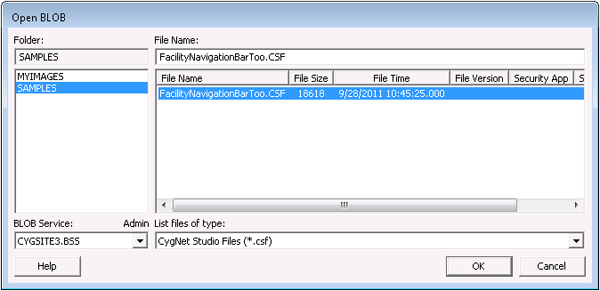 Open BLOB
Folder: File Name:
SAMPLES FacilityNavigationBarToo.CSF
MYIMAGES
SAMPLES
File Name File Size File Time File Version Security App S
FacilityNavigationBarToo.CSF 18618 9/28/2011 10:45:25.000
BLOB Service: Admin List files of type:
CYGSITE3.BSS CygNet Studio Files (*.csf)
Help OK Cancel